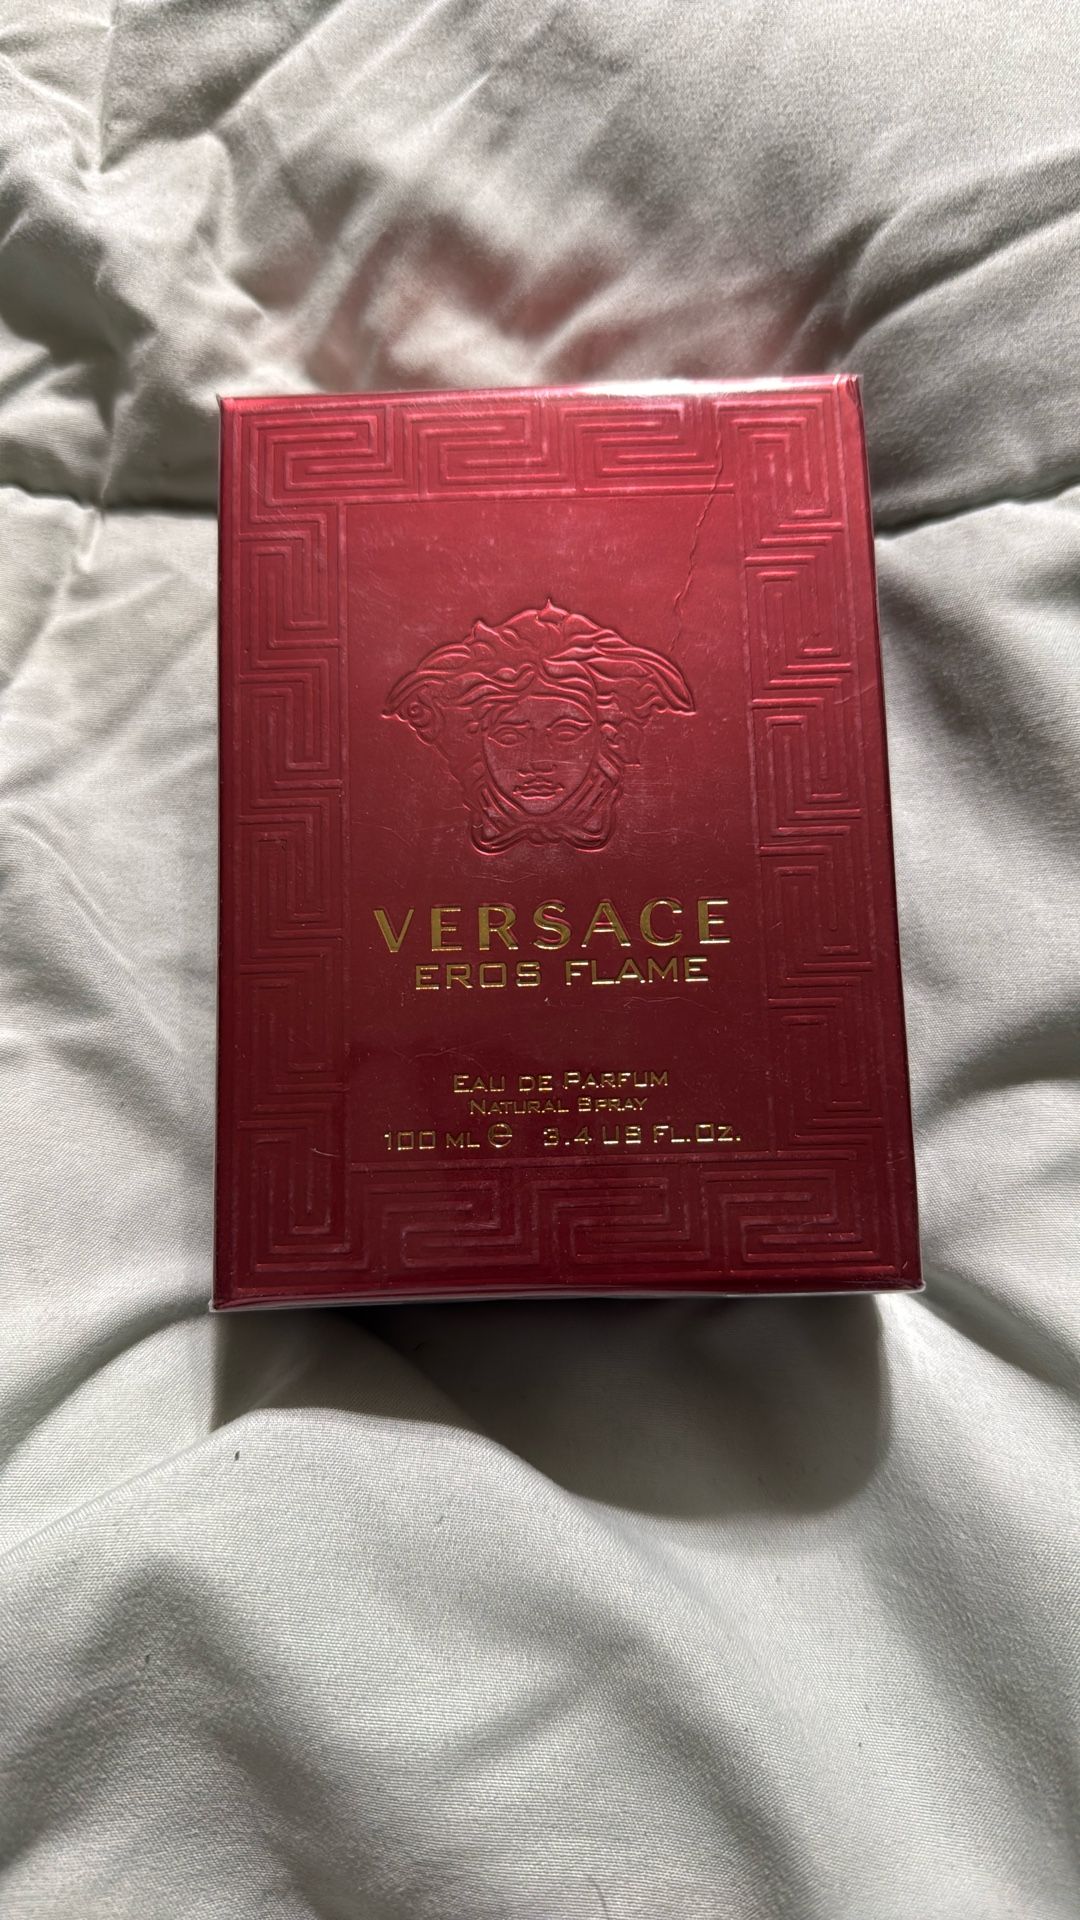 VERSACE
EROS FLAME
EAU DE PARFUM
NATURAL SPRAY
100 ML ℮ 3.4 US FL.OZ.